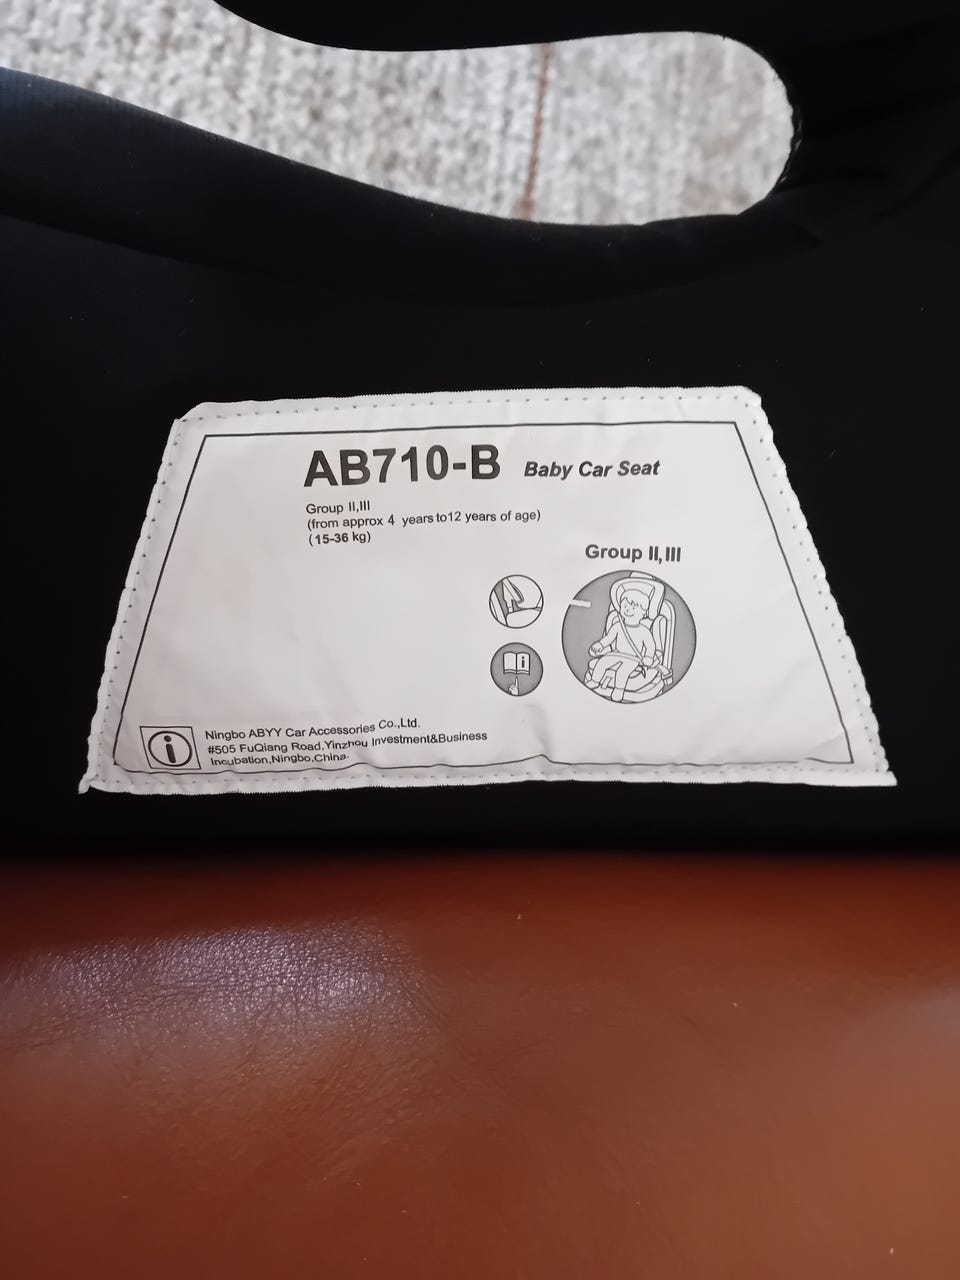 AB710-B Baby Car Seat
Group II,III
(from approx 4 years to12 years of age)
(15-36 kg)
Group II,III
i
i
Ningbo ABYY Car Accessories Co.,Ltd.
#505 FuQiang Road,Yinzhou Investment&Business
Incubation,Ningbo.China.